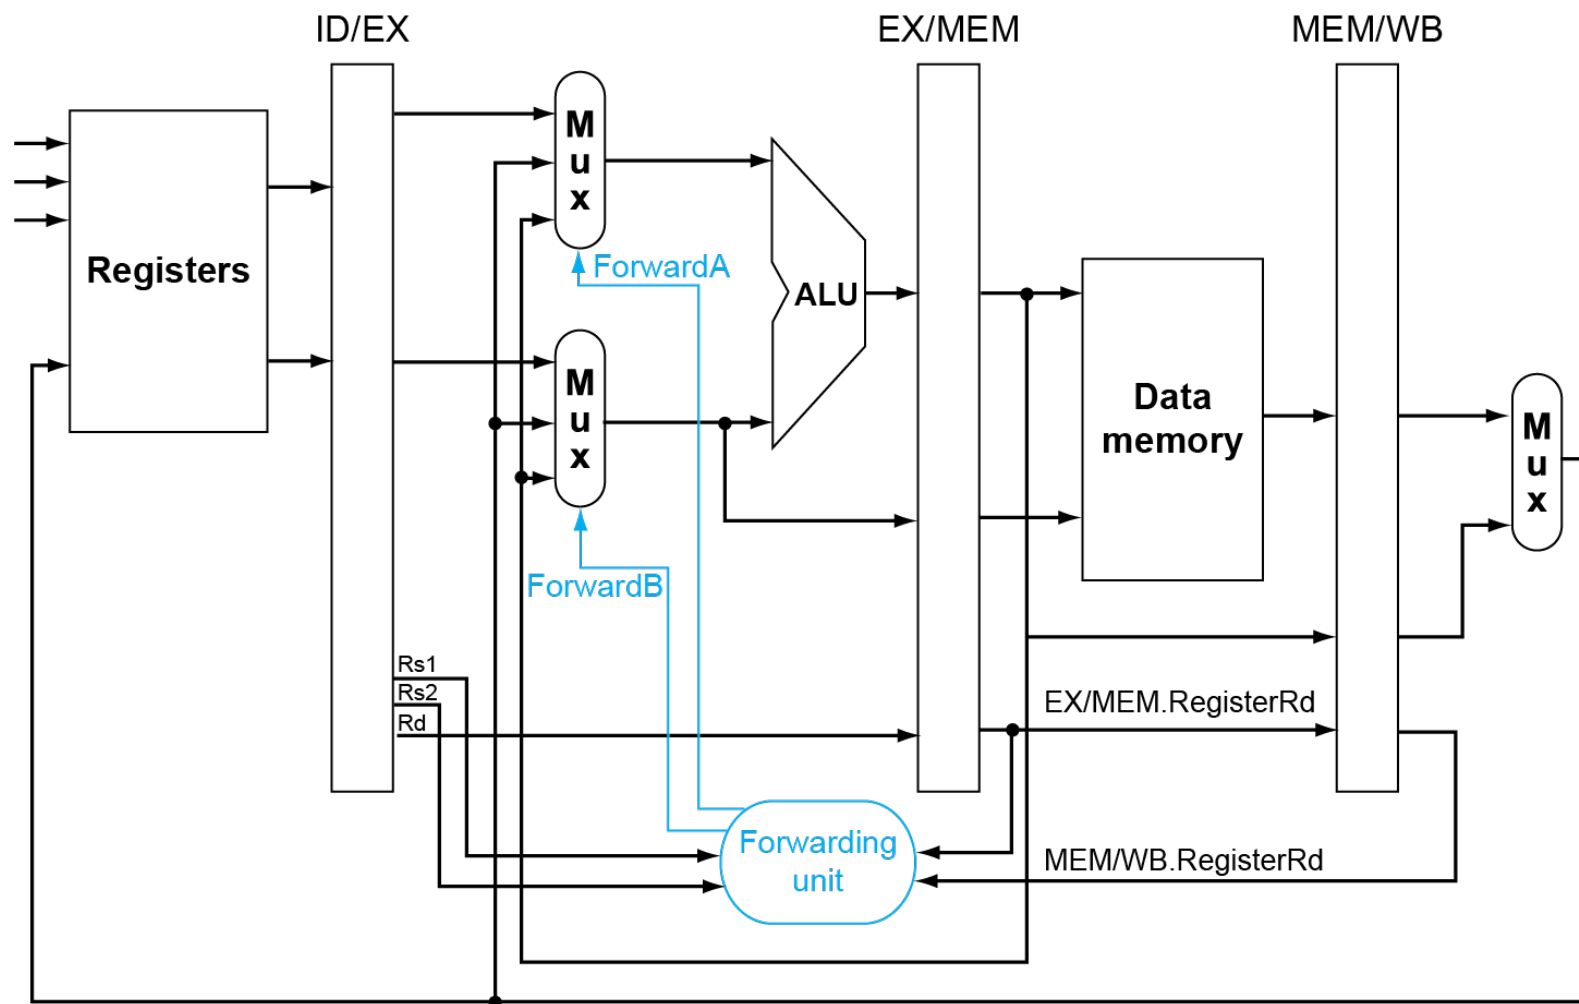 ID/EX
EX/MEM
MEM/WB
M
u
x
Registers
ForwardA
ALU
M
u
x
Data
memory
M
u
x
ForwardB
Rs1
Rs2
Rd
EX/MEM.RegisterRd
Forwarding
unit
MEM/WB.RegisterRd